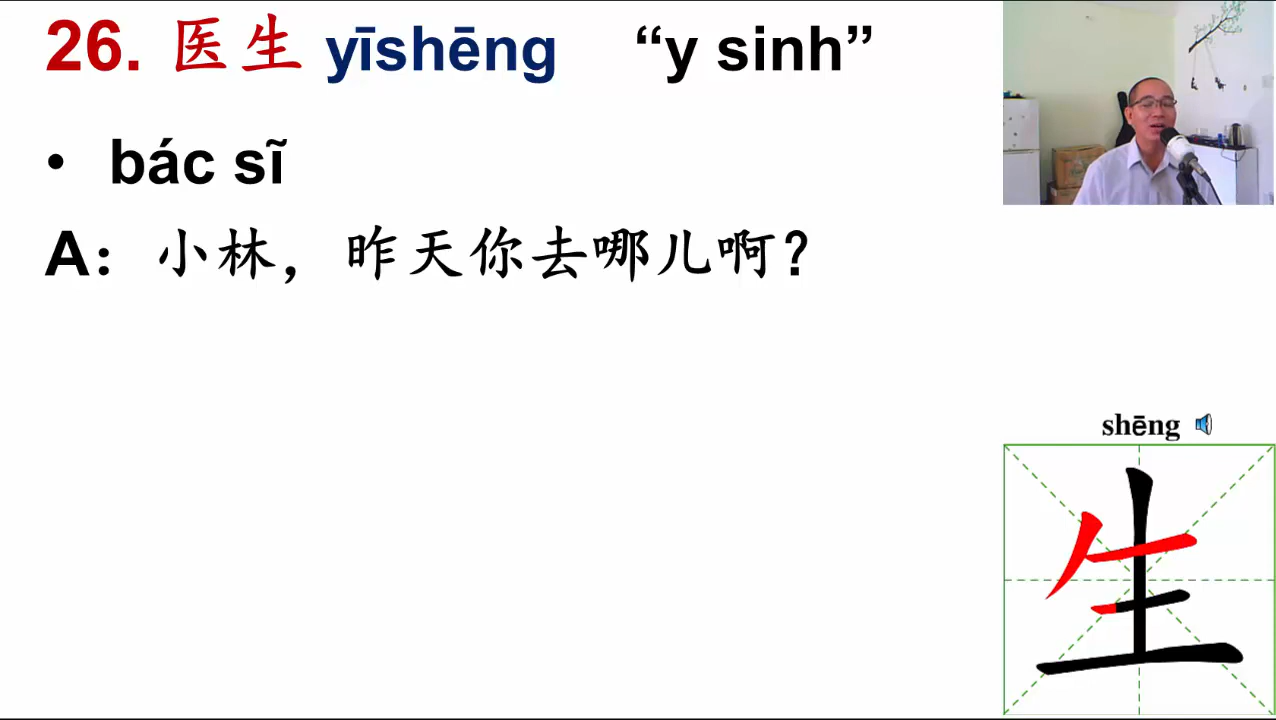 26. 医生 yīshēng “y sinh”
• bác sĩ
A：小林，昨天你去哪儿啊？
shēng
生